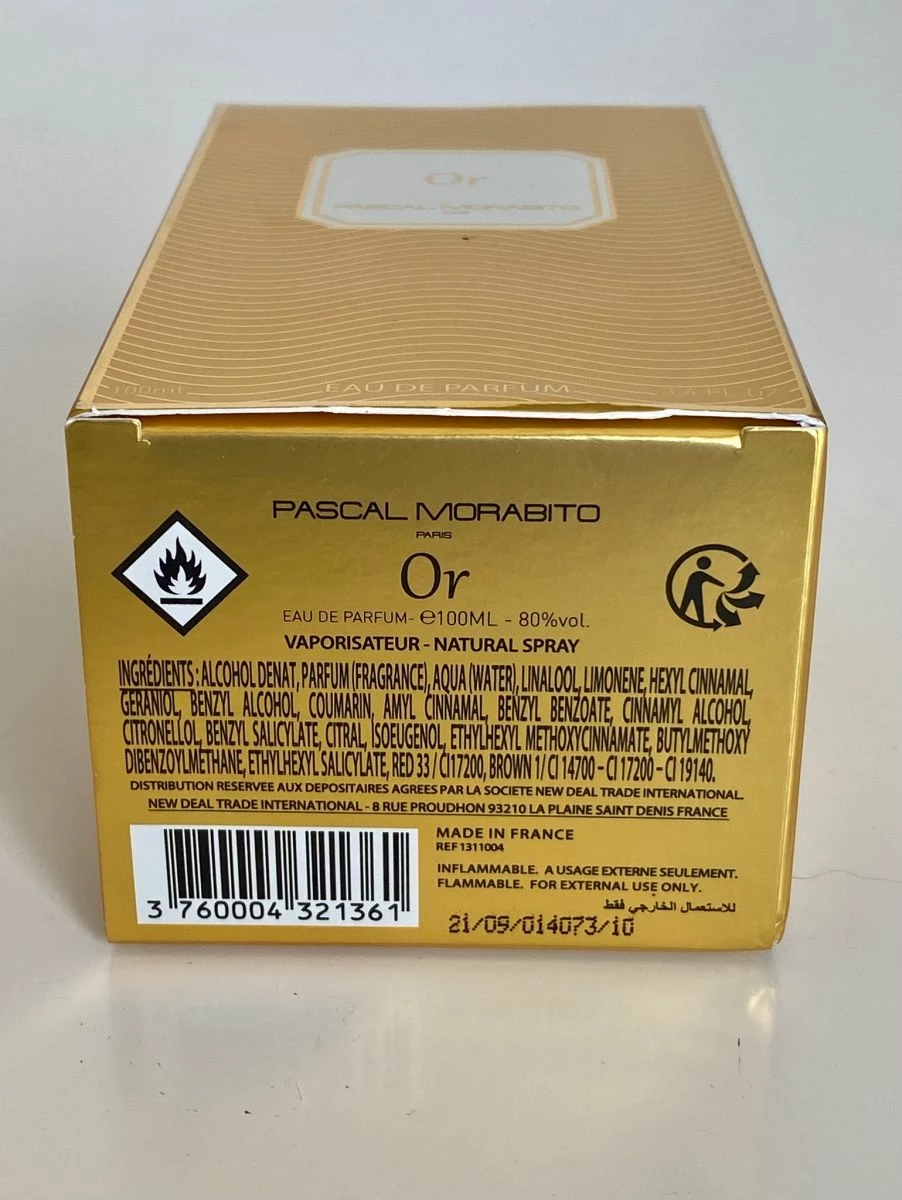 Or
PASCAL MORABITO
100ml
EAU DE PARFUM
PASCAL MORABITO
PARIS
Or
EAU DE PARFUM- ℮100ML - 80%vol.
VAPORISATEUR - NATURAL SPRAY
INGRÉDIENTS : ALCOHOL DENAT, PARFUM (FRAGRANCE), AQUA (WATER), LINALOOL, LIMONENE, HEXYL CINNAMAL,
GERANIOL, BENZYL ALCOHOL, COUMARIN, AMYL CINNAMAL, BENZYL BENZOATE, CINNAMYL ALCOHOL,
CITRONELLOL, BENZYL SALICYLATE, CITRAL, ISOEUGENOL, ETHYLHEXYL METHOXYCINNAMATE, BUTYLMETHOXY
DIBENZOYLMETHANE, ETHYLHEXYL SALICYLATE, RED 33 / CI17200, BROWN 1/ CI 14700 – CI 17200 – CI 19140.
DISTRIBUTION RESERVEE AUX DEPOSITAIRES AGREES PAR LA SOCIETE NEW DEAL TRADE INTERNATIONAL.
NEW DEAL TRADE INTERNATIONAL - 8 RUE PROUDHON 93210 LA PLAINE SAINT DENIS FRANCE
MADE IN FRANCE
REF 1311004
INFLAMMABLE. A USAGE EXTERNE SEULEMENT.
FLAMMABLE. FOR EXTERNAL USE ONLY.
للاستعمال الخارجي فقط
3 760004 321361
21/09/014073/10